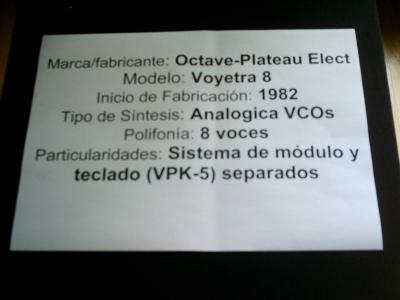 Marca/fabricante: Octave-Plateau Elect
Modelo: Voyetra 8
Inicio de Fabricación: 1982
Tipo de Síntesis: Analogica VCOs
Polifonía: 8 voces
Particularidades: Sistema de módulo y
teclado (VPK-5) separados